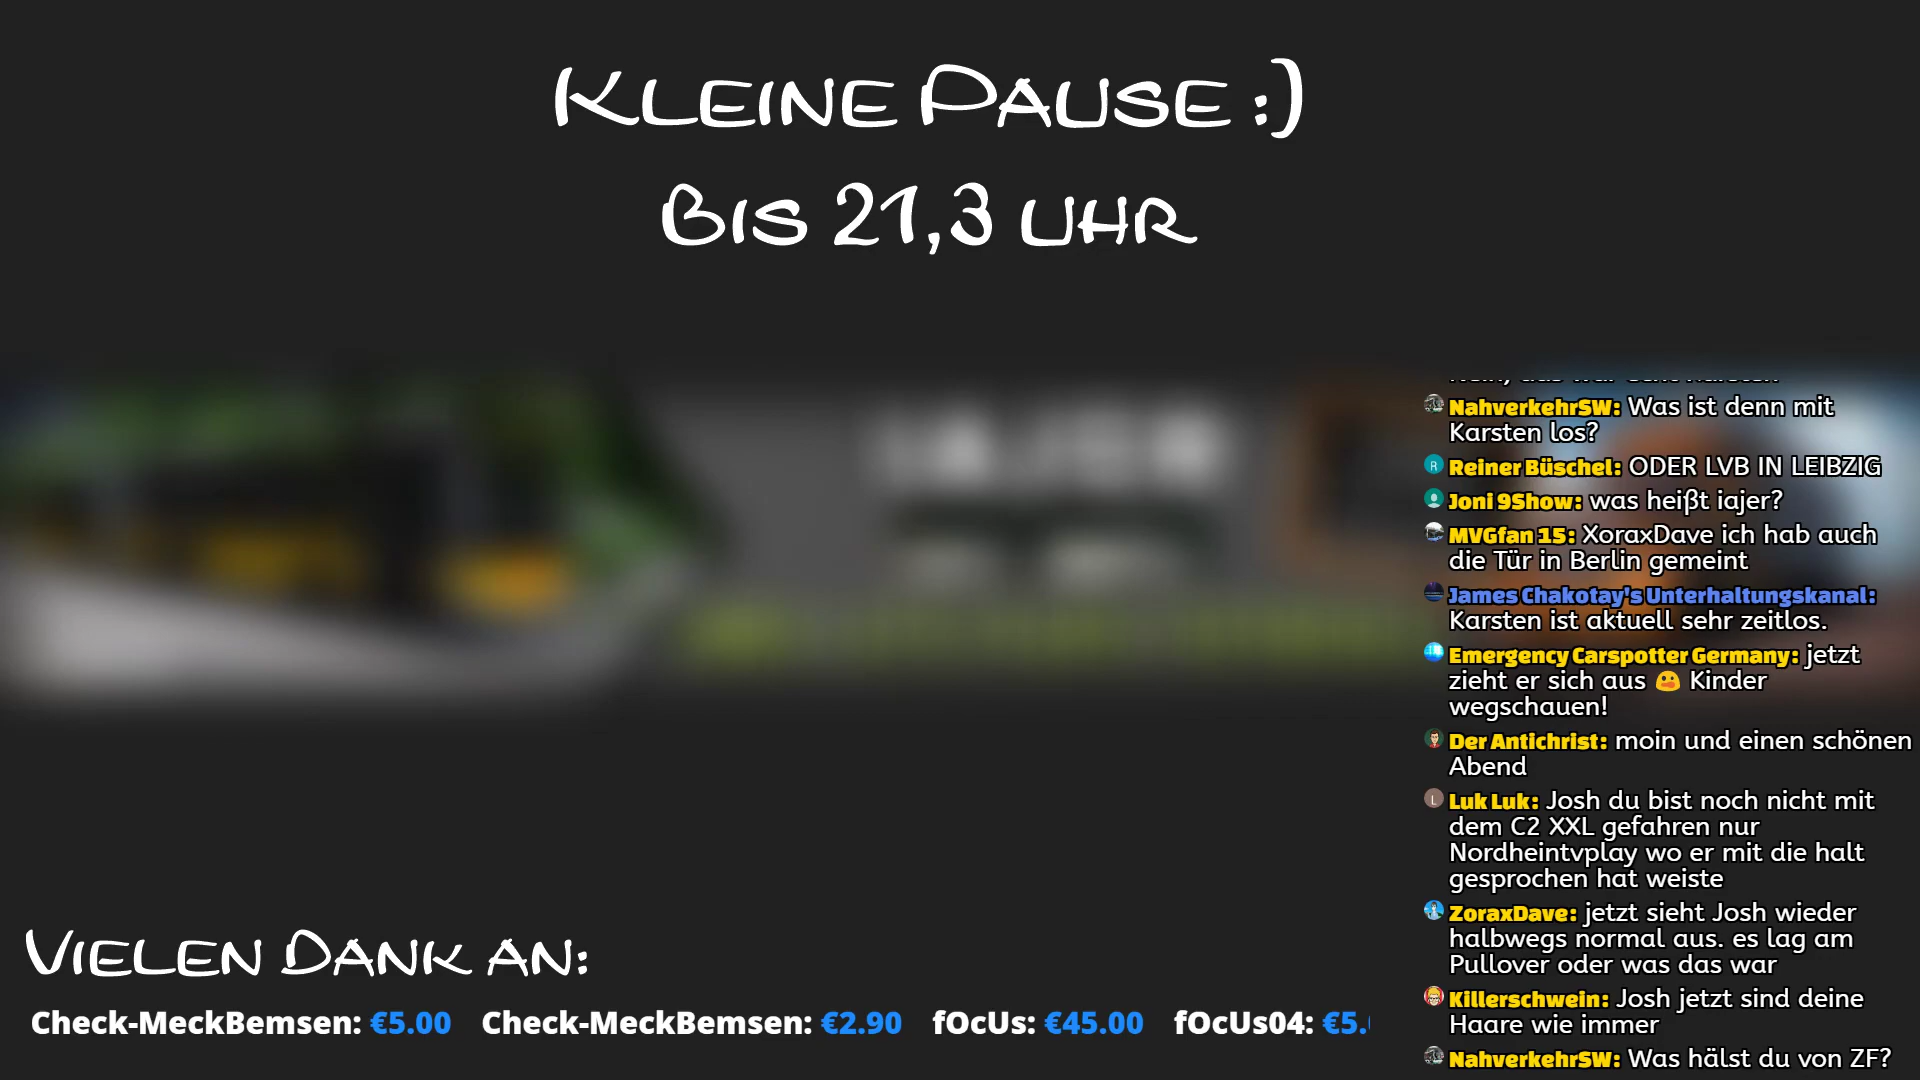 KLEINE PAUSE :)
BIS 21,3 UHR
NahverkehrSW: Was ist denn mit
Karsten los?
Reiner Büschel: ODER LVB IN LEIBZIG
Joni 9Show: was heißt iajer?
MVGfan 15: XoraxDave ich hab auch
die Tür in Berlin gemeint
James Chakotay's Unterhaltungskanal:
Karsten ist aktuell sehr zeitlos.
Emergency Carspotter Germany: jetzt
zieht er sich aus 😛 Kinder
wegschauen!
Der Antichrist: moin und einen schönen
Abend
Luk Luk: Josh du bist noch nicht mit
dem C2 XXL gefahren nur
Nordheintvplay wo er mit die halt
gesprochen hat weiste
ZoraxDave: jetzt sieht Josh wieder
halbwegs normal aus. es lag am
Pullover oder was das war
Killerschwein: Josh jetzt sind deine
Haare wie immer
NahverkehrSW: Was hälst du von ZF?
VIELEN DANK AN:
Check-MeckBemsen: €5.00 Check-MeckBemsen: €2.90 fOcUs: €45.00 fOcUs04: €5.